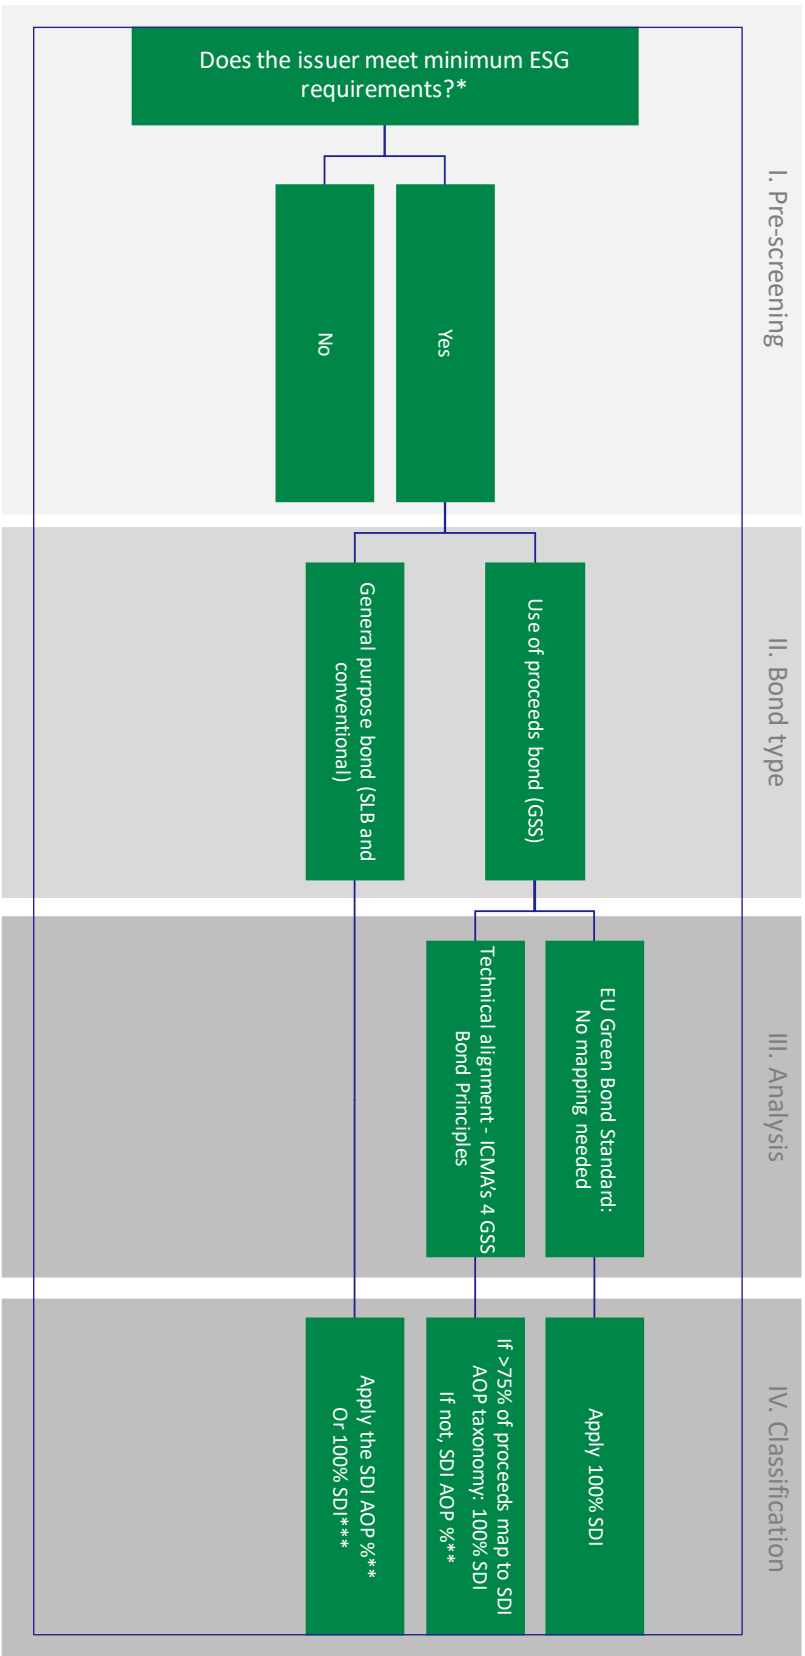 I. Pre-screening
Does the issuer meet minimum ESG
requirements?*
Yes
No
II. Bond type
Use of proceeds bond (GSS)
General purpose bond (SLB and
conventional)
III. Analysis
EU Green Bond Standard:
No mapping needed
Technical alignment - ICMA's 4 GSS
Bond Principles
IV. Classification
Apply 100% SDI
If >75% of proceeds map to SDI
AOP taxonomy: 100% SDI
If not, SDI AOP %**
Apply the SDI AOP %**
Or 100% SDI***